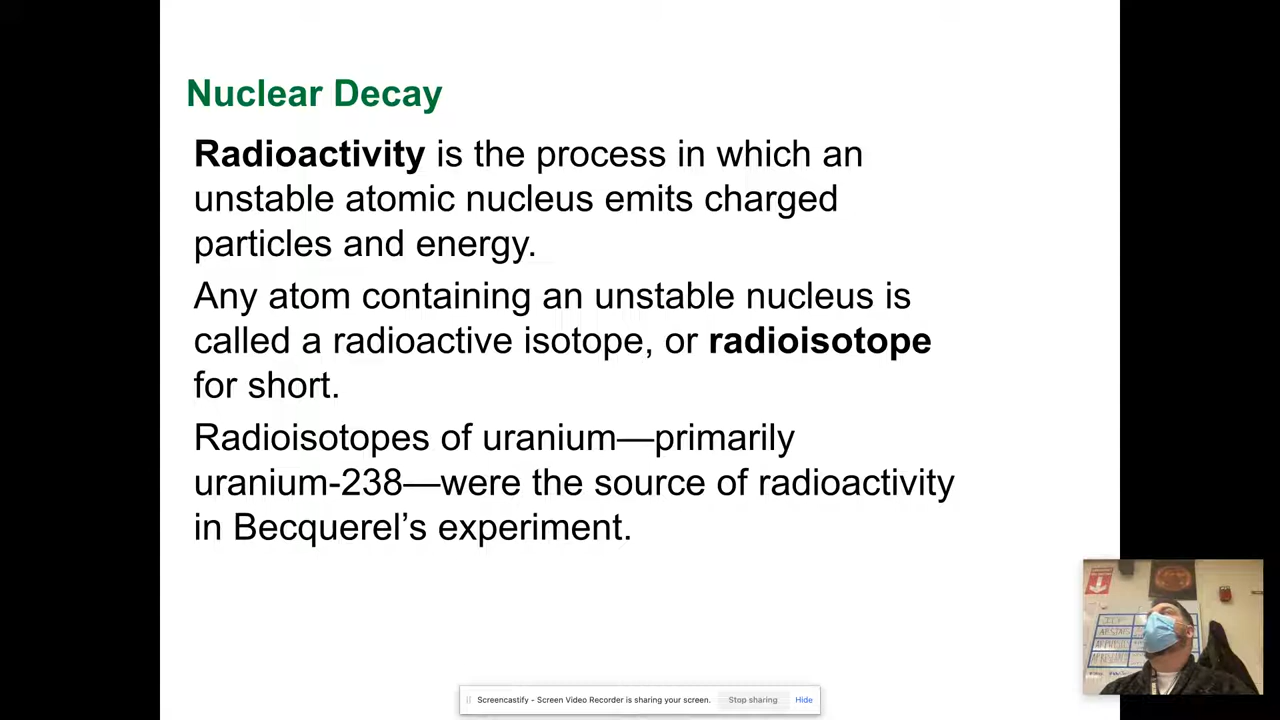 Nuclear Decay
Radioactivity is the process in which an
unstable atomic nucleus emits charged
particles and energy.
Any atom containing an unstable nucleus is
called a radioactive isotope, or radioisotope
for short.
Radioisotopes of uranium—primarily
uranium-238—were the source of radioactivity
in Becquerel’s experiment.
Screencastify - Screen Video Recorder is sharing your screen. Stop sharing Hide